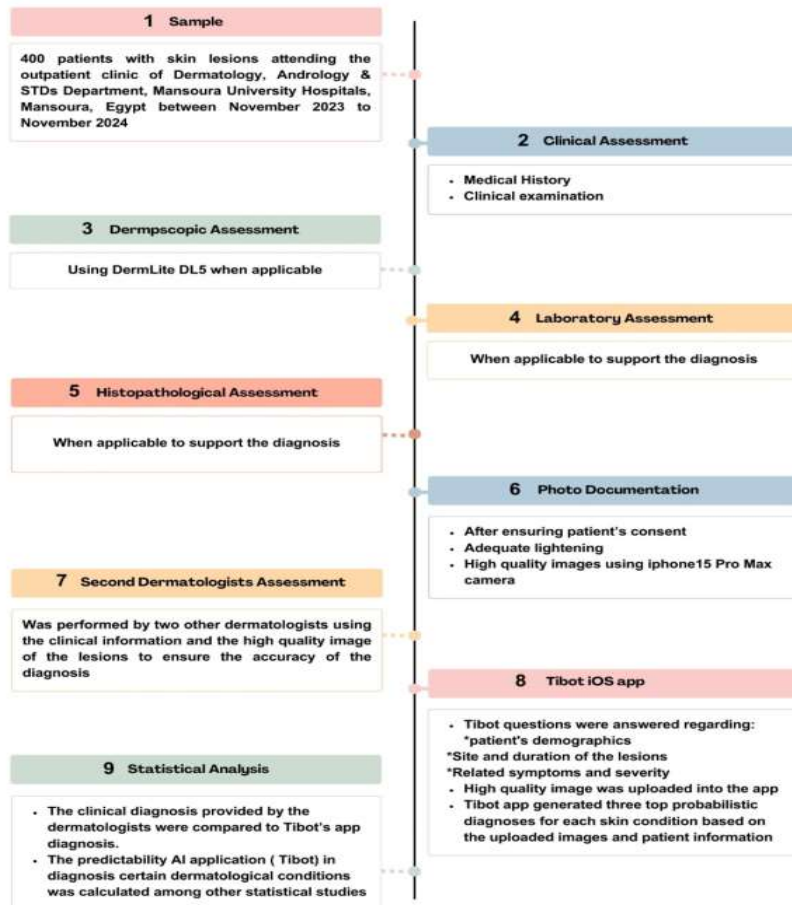 1 Sample
400 patients with skin lesions attending the
outpatient clinic of Dermatology, Andrology &
STDs Department, Mansoura University Hospitals,
Mansoura, Egypt between November 2023 to
November 2024
2 Clinical Assessment
• Medical History
• Clinical examination
3 Dermpscopic Assessment
Using DermLite DL5 when applicable
4 Laboratory Assessment
When applicable to support the diagnosis
5 Histopathological Assessment
When applicable to support the diagnosis
6 Photo Documentation
• After ensuring patient's consent
• Adequate lightening
• High quality images using iphone15 Pro Max
camera
7 Second Dermatologists Assessment
Was performed by two other dermatologists using
the clinical information and the high quality image
of the lesions to ensure the accuracy of the
diagnosis
8 Tibot iOS app
• Tibot questions were answered regarding:
*patient's demographics
*Site and duration of the lesions
*Related symptoms and severity
• High quality image was uploaded into the app
• Tibot app generated three top probabilistic
diagnoses for each skin condition based on
the uploaded images and patient information
9 Statistical Analysis
• The clinical diagnosis provided by the
dermatologists were compared to Tibot's app
diagnosis.
• The predictability AI application ( Tibot) in
diagnosis certain dermatological conditions
was calculated among other statistical studies